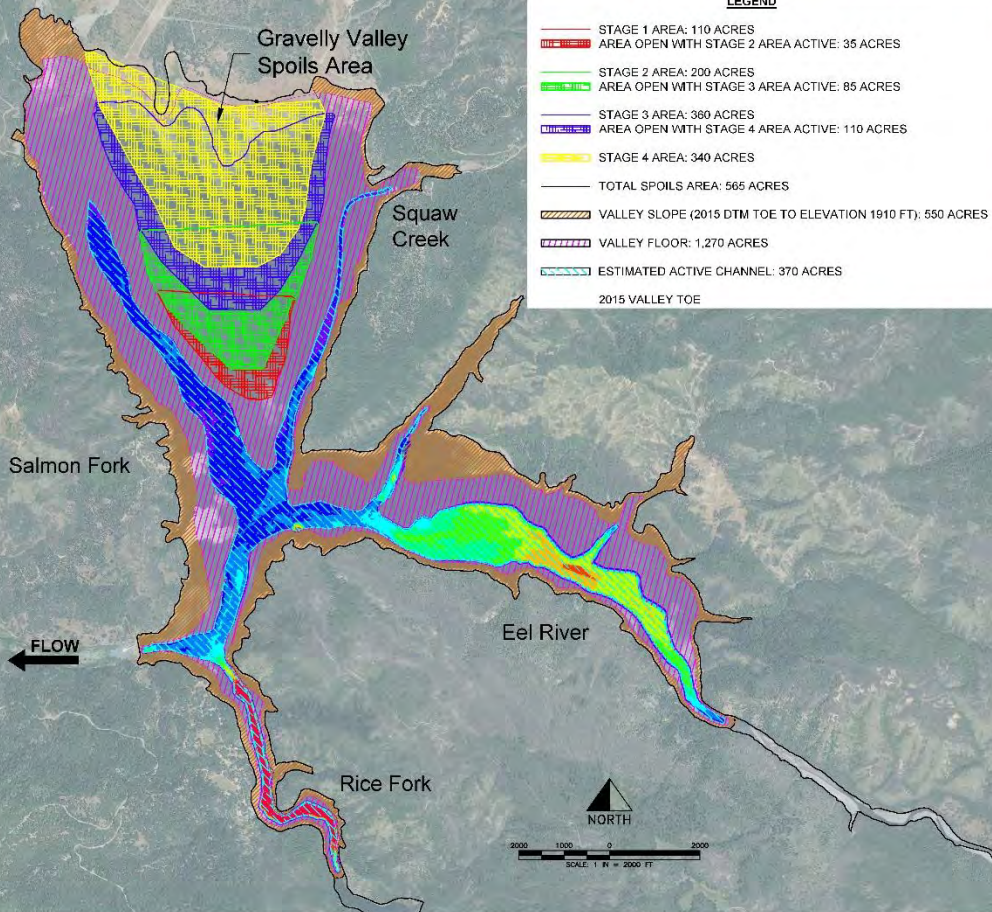 LEGEND
STAGE 1 AREA: 110 ACRES
AREA OPEN WITH STAGE 2 AREA ACTIVE: 35 ACRES
STAGE 2 AREA: 200 ACRES
AREA OPEN WITH STAGE 3 AREA ACTIVE: 85 ACRES
STAGE 3 AREA: 360 ACRES
AREA OPEN WITH STAGE 4 AREA ACTIVE: 110 ACRES
STAGE 4 AREA: 340 ACRES
TOTAL SPOILS AREA: 565 ACRES
VALLEY SLOPE (2015 DTM TOE TO ELEVATION 1910 FT): 550 ACRES
VALLEY FLOOR: 1,270 ACRES
ESTIMATED ACTIVE CHANNEL: 370 ACRES
2015 VALLEY TOE
Gravelly Valley
Spoils Area
Squaw
Creek
Salmon Fork
Eel River
FLOW
Rice Fork
NORTH
2000 1000 0 2000
SCALE: 1 IN = 2000 FT